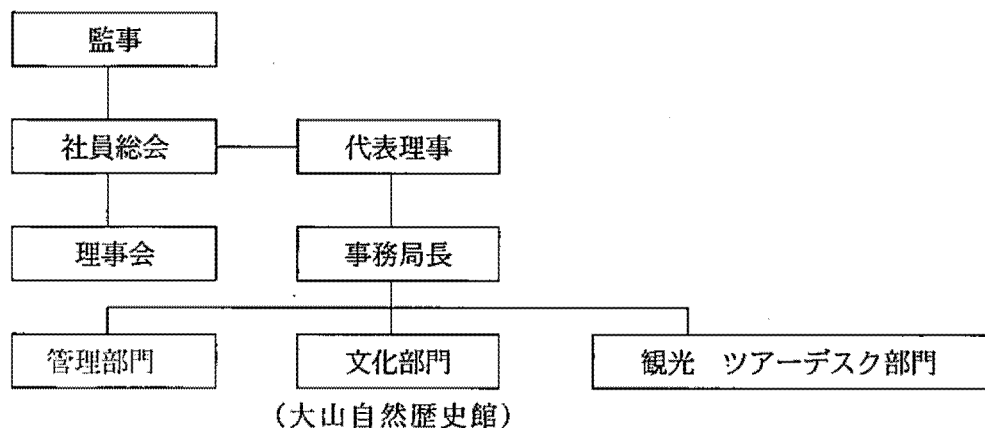 監事
社員総会
代表理事
理事会
事務局長
管理部門
文化部門
観光　ツアーデスク部門
（大山自然歴史館）